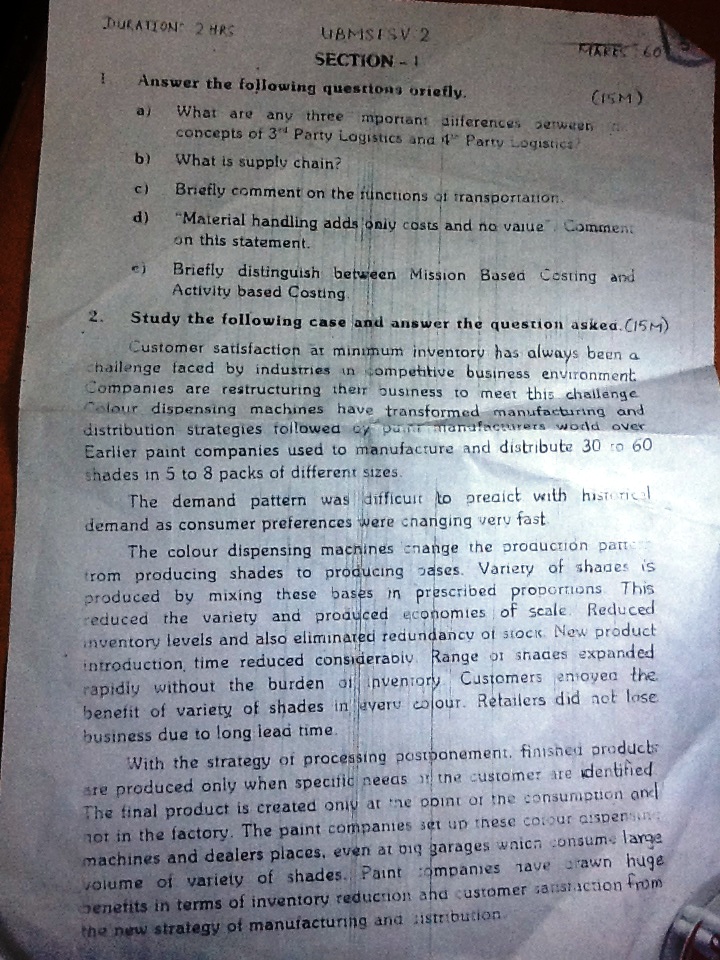 DURATION: 2 HRS
UBMSFSV 2
MARKS: 60
SECTION - I
1. Answer the following questions briefly. (15M)
a) What are any three important differences between
concepts of 3rd Party Logistics and 4th Party Logistics?
b) What is supply chain?
c) Briefly comment on the functions of transportation.
d) "Material handling adds only costs and no value". Comment
on this statement.
e) Briefly distinguish between Mission Based Costing and
Activity based Costing.
2. Study the following case and answer the question asked. (15M)
Customer satisfaction at minimum inventory has always been a
challenge faced by industries in competitive business environment.
Companies are restructuring their business to meet this challenge.
Colour dispensing machines have transformed manufacturing and
distribution strategies followed by paint manufacturers world over.
Earlier paint companies used to manufacture and distribute 30 to 60
shades in 5 to 8 packs of different sizes.
The demand pattern was difficult to predict with historical
demand as consumer preferences were changing very fast.
The colour dispensing machines change the production
from producing shades to producing bases. Variety of shades is
produced by mixing these bases in prescribed proportions. This
reduced the variety and produced economies of scale. Reduced
inventory levels and also eliminated redundancy of stock. New product
introduction, time reduced considerably. Range of shades expanded
rapidly without the burden of inventory. Customers enjoyed the
benefit of variety of shades in every colour. Retailers did not lose
business due to long lead time.
With the strategy of processing postponement, finished products
are produced only when specific needs of the customer are identified.
The final product is created only at the point of the consumption and
not in the factory. The paint companies set up these colour dispensing
machines and dealers places, even at big garages which consume large
volume of variety of shades. Paint companies have drawn huge
benefits in terms of inventory reduction and customer satisfaction from
the new strategy of manufacturing and distribution.